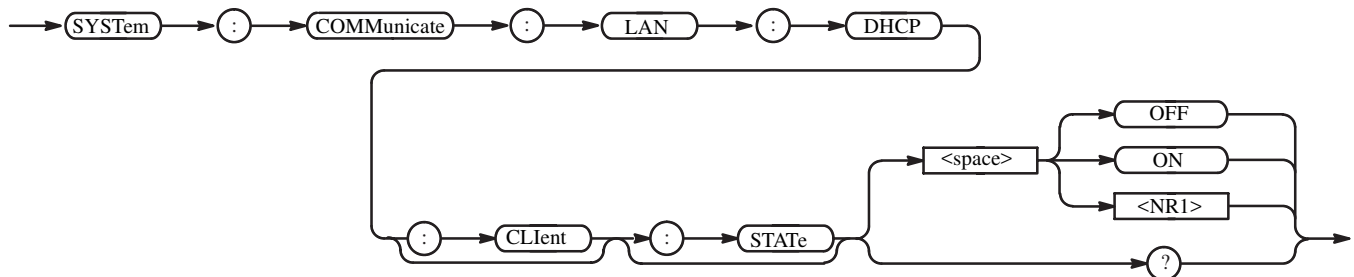 SYSTem : COMMunicate : LAN : DHCP
OFF
<space> ON
<NR1>
: CLIent : STATe
?